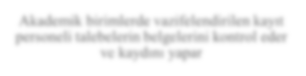 Akademik birimlerde vazifelendirilen kayıt
personeli talebelerin belgelerini kontrol eder
ve kaydını yapar